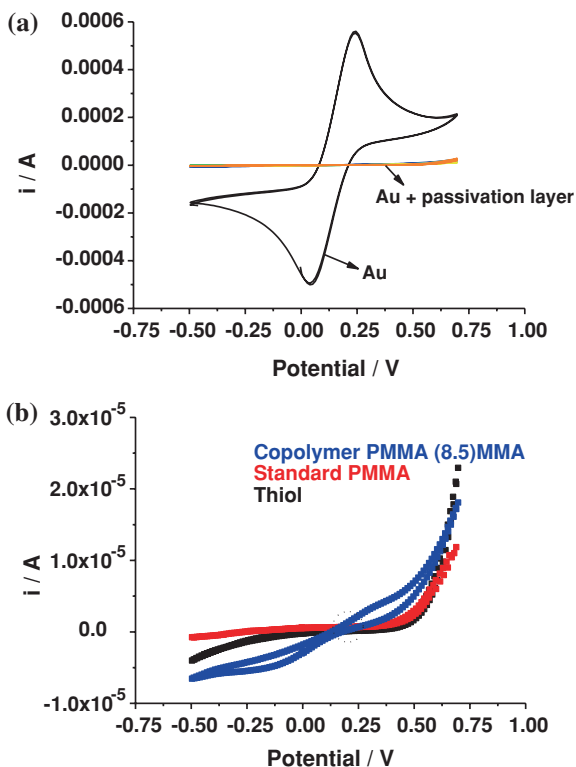 (a)
0.0006
0.0004
0.0002
0.0000
-0.0002
-0.0004
-0.0006
i / A
Au + passivation layer
Au
-0.75 -0.50 -0.25 0.00 0.25 0.50 0.75 1.00
Potential / V
(b)
3.0x10-5
2.0x10-5
1.0x10-5
0.0
-1.0x10-5
i / A
Copolymer PMMA (8.5)MMA
Standard PMMA
Thiol
-0.75 -0.50 -0.25 0.00 0.25 0.50 0.75 1.00
Potential / V